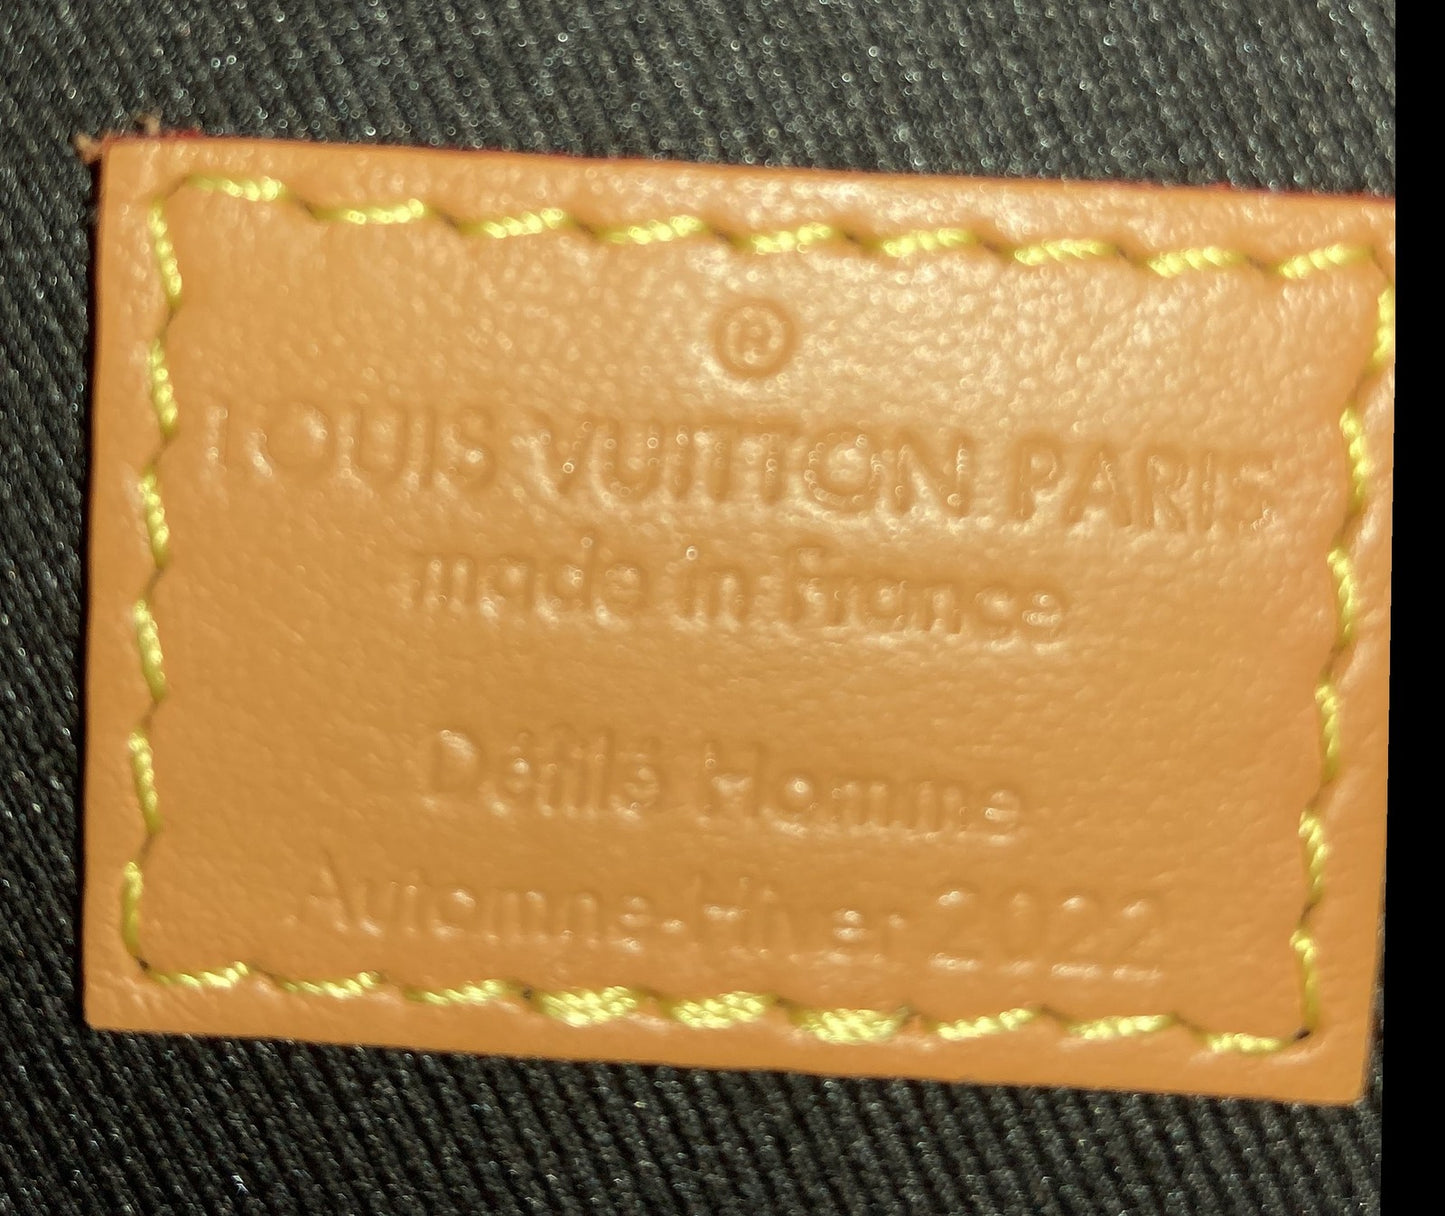 ®
LOUIS VUITTON PARIS
made in France
Défilé Homme
Automne-Hiver 2022